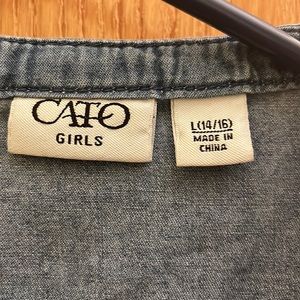 CATO
GIRLS
L(14/16)
MADE IN
CHINA